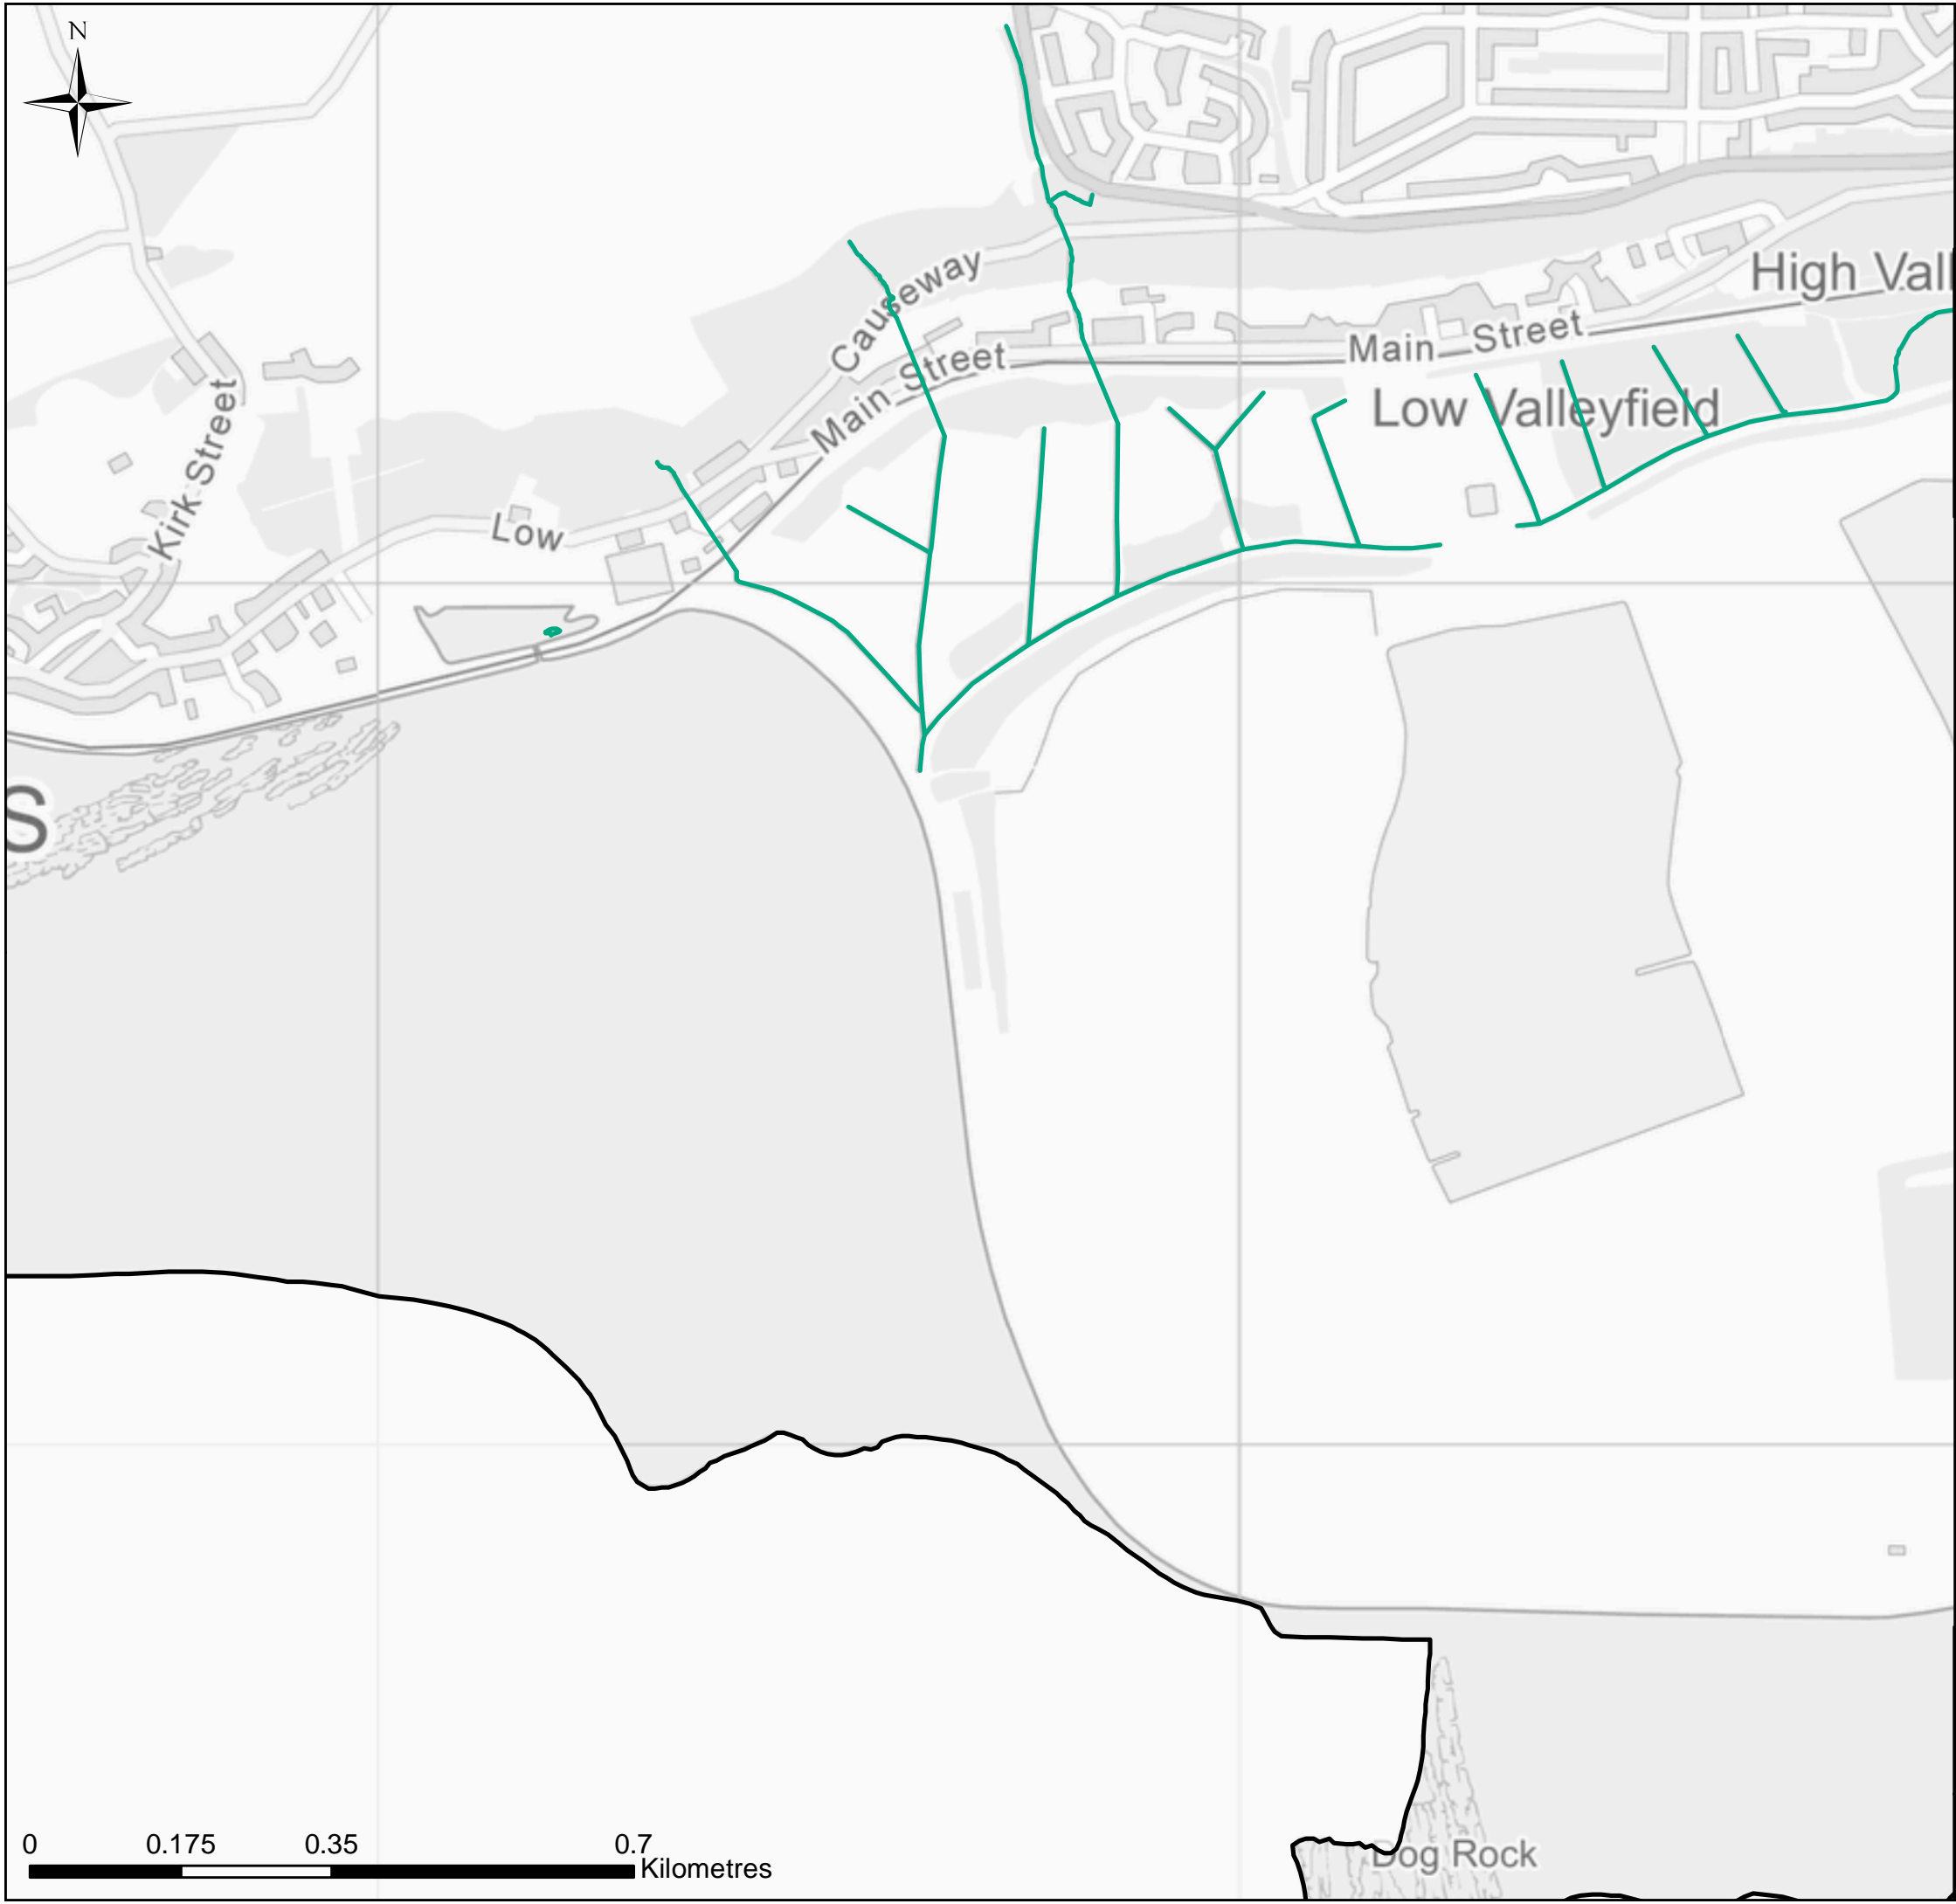 N
Causeway
High Vall
Main Street
Main Street
Low Valleyfield
Kirk Street
Low
S
Dog Rock
0 0.175 0.35 0.7
Kilometres